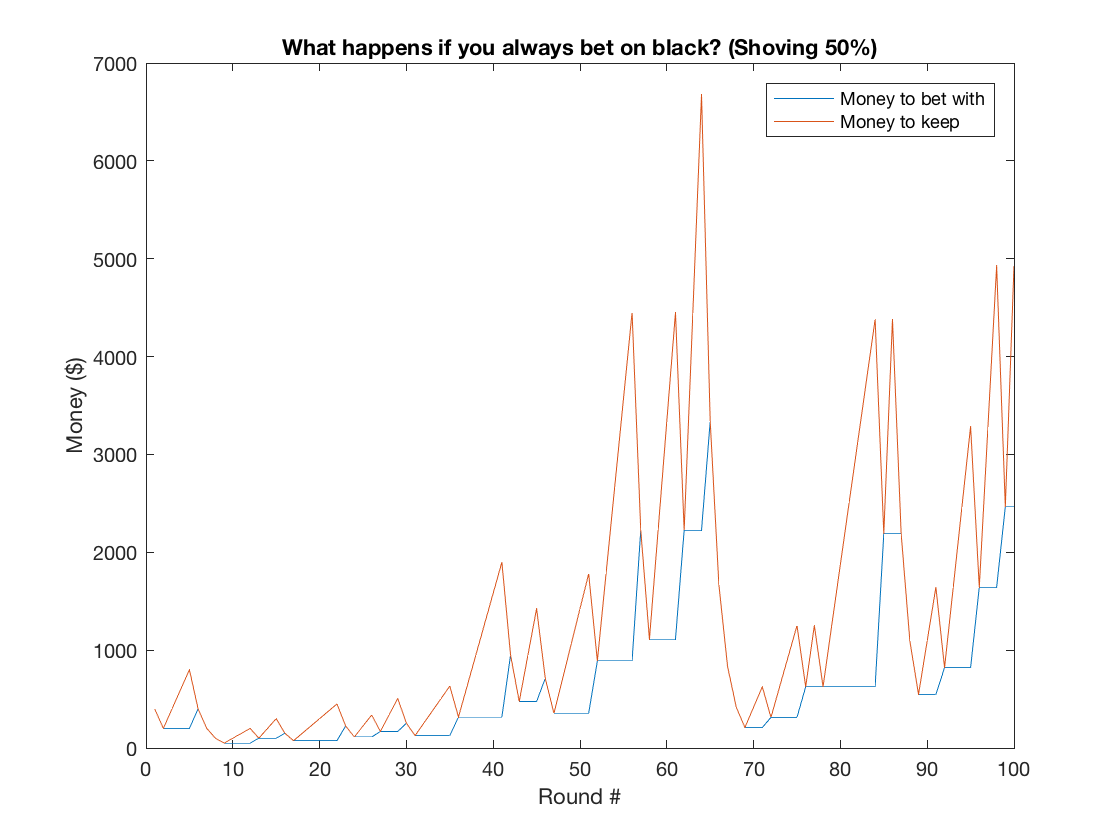 What happens if you always bet on black? (Shoving 50%)
7000
6000
5000
4000
3000
2000
1000
0
Money ($)
Money to bet with
Money to keep
0 10 20 30 40 50 60 70 80 90 100
Round #